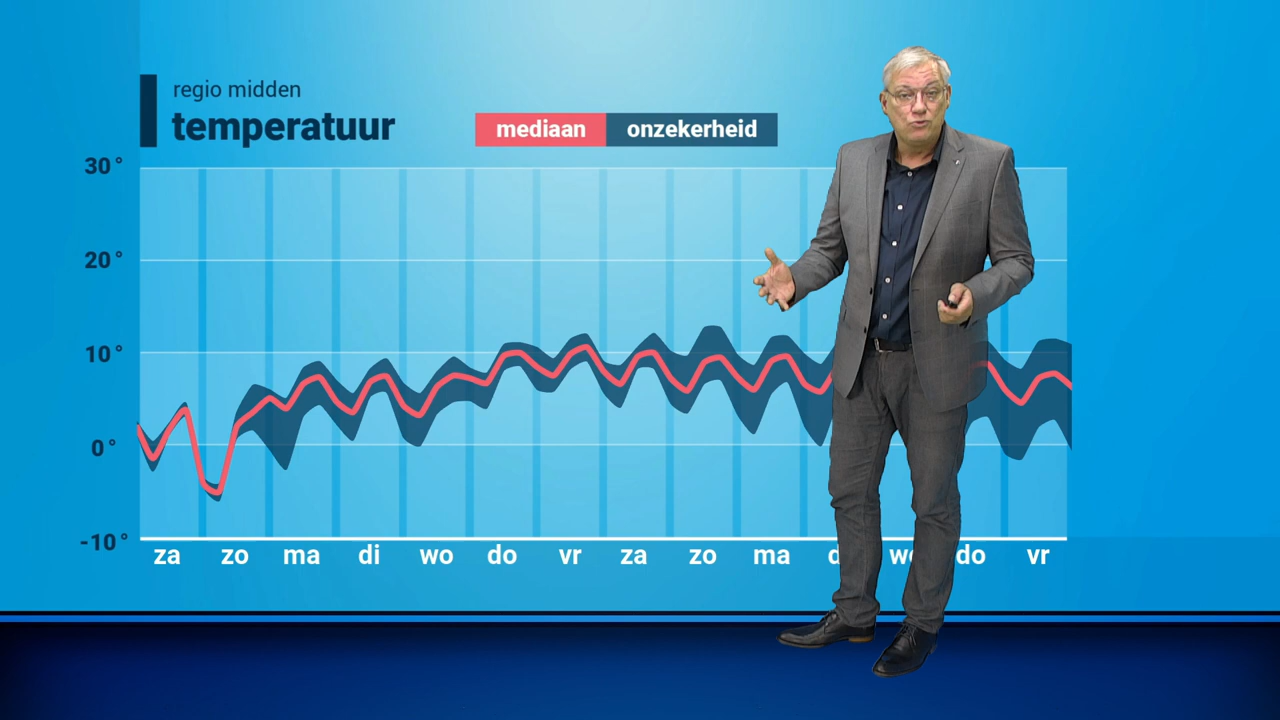 regio midden
temperatuur
mediaan onzekerheid
30°
20°
10°
0°
-10°
za zo ma di wo do vr za zo ma d wo do vr